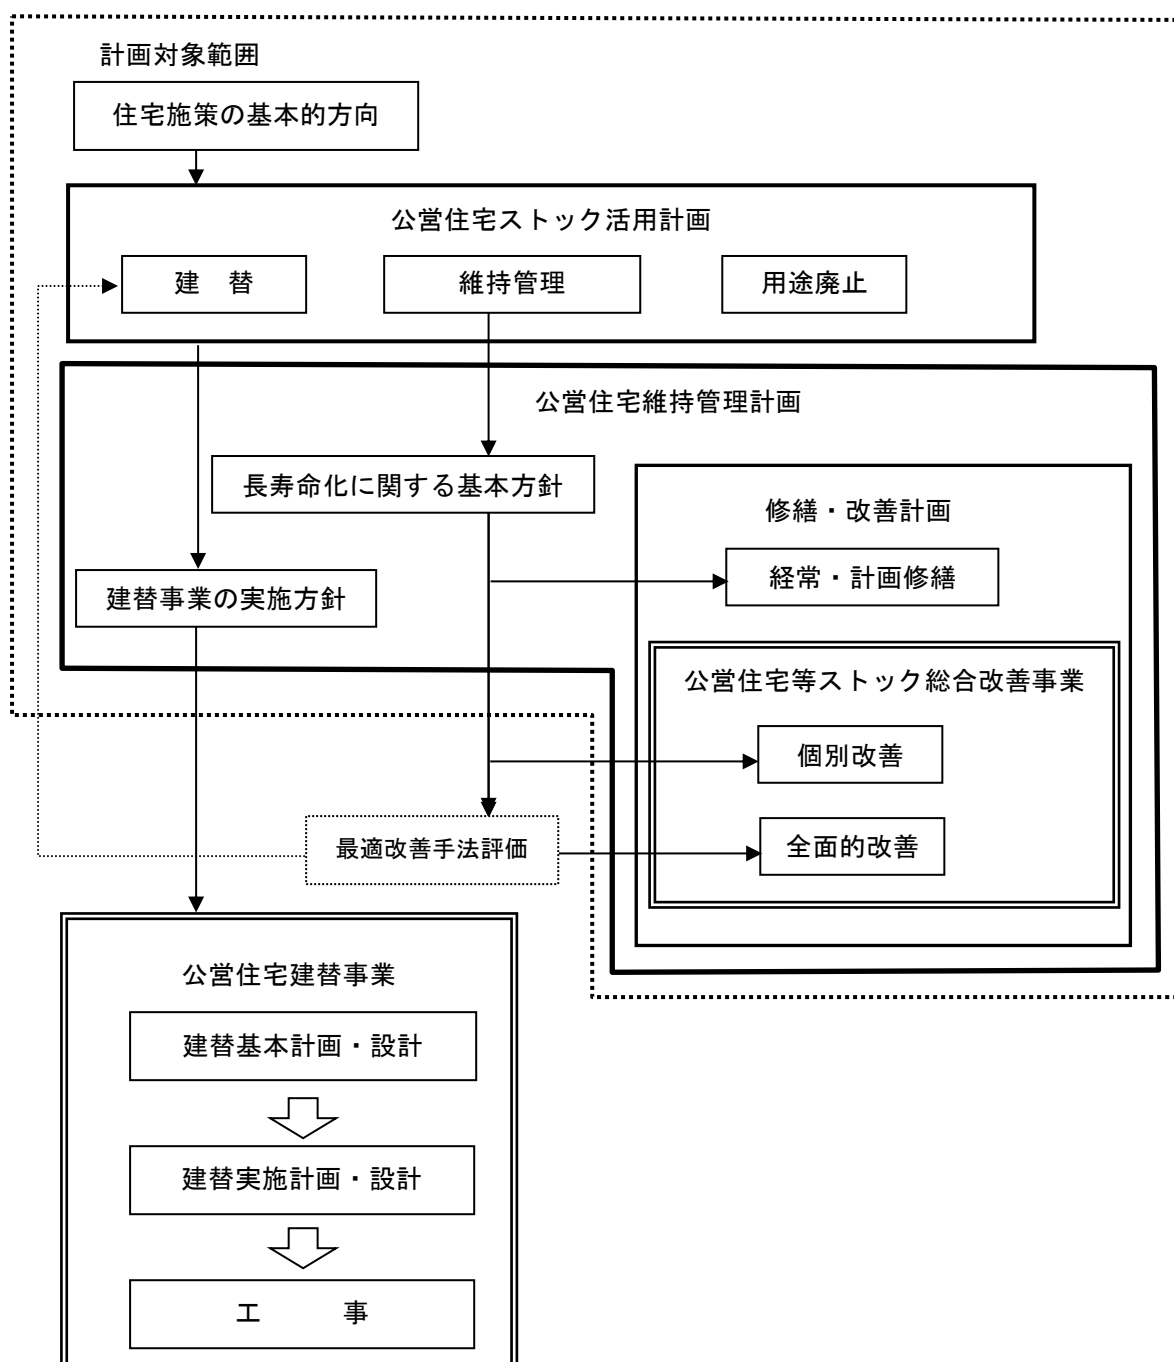 計画対象範囲
住宅施策の基本的方向
公営住宅ストック活用計画
建　替
維持管理
用途廃止
公営住宅維持管理計画
長寿命化に関する基本方針
修繕・改善計画
経常・計画修繕
建替事業の実施方針
公営住宅等ストック総合改善事業
個別改善
最適改善手法評価
全面的改善
公営住宅建替事業
建替基本計画・設計
建替実施計画・設計
工　　　事